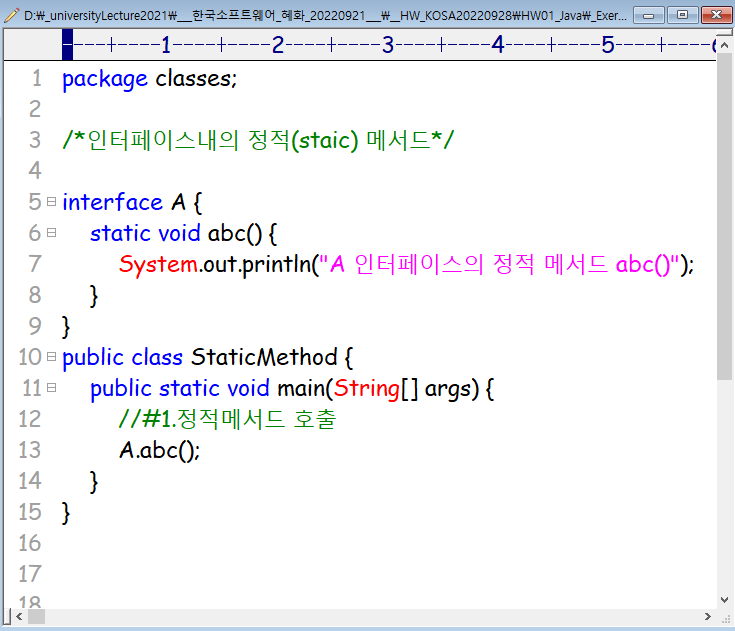 D:₩_universityLecture2021₩___한국소프트웨어_혜화_20220921___₩__HW_KOSA20220928₩HW01_Java₩_Exer...
----+----1----+----2----+----3----+----4----+----5----+----6
1 package classes;
2
3 /*인터페이스내의 정적(staic) 메서드*/
4
5 interface A {
6 static void abc() {
7 System.out.println("A 인터페이스의 정적 메서드 abc()");
8 }
9 }
10 public class StaticMethod {
11 public static void main(String[] args) {
12 //#1.정적메서드 호출
13 A.abc();
14 }
15 }
16
17
18